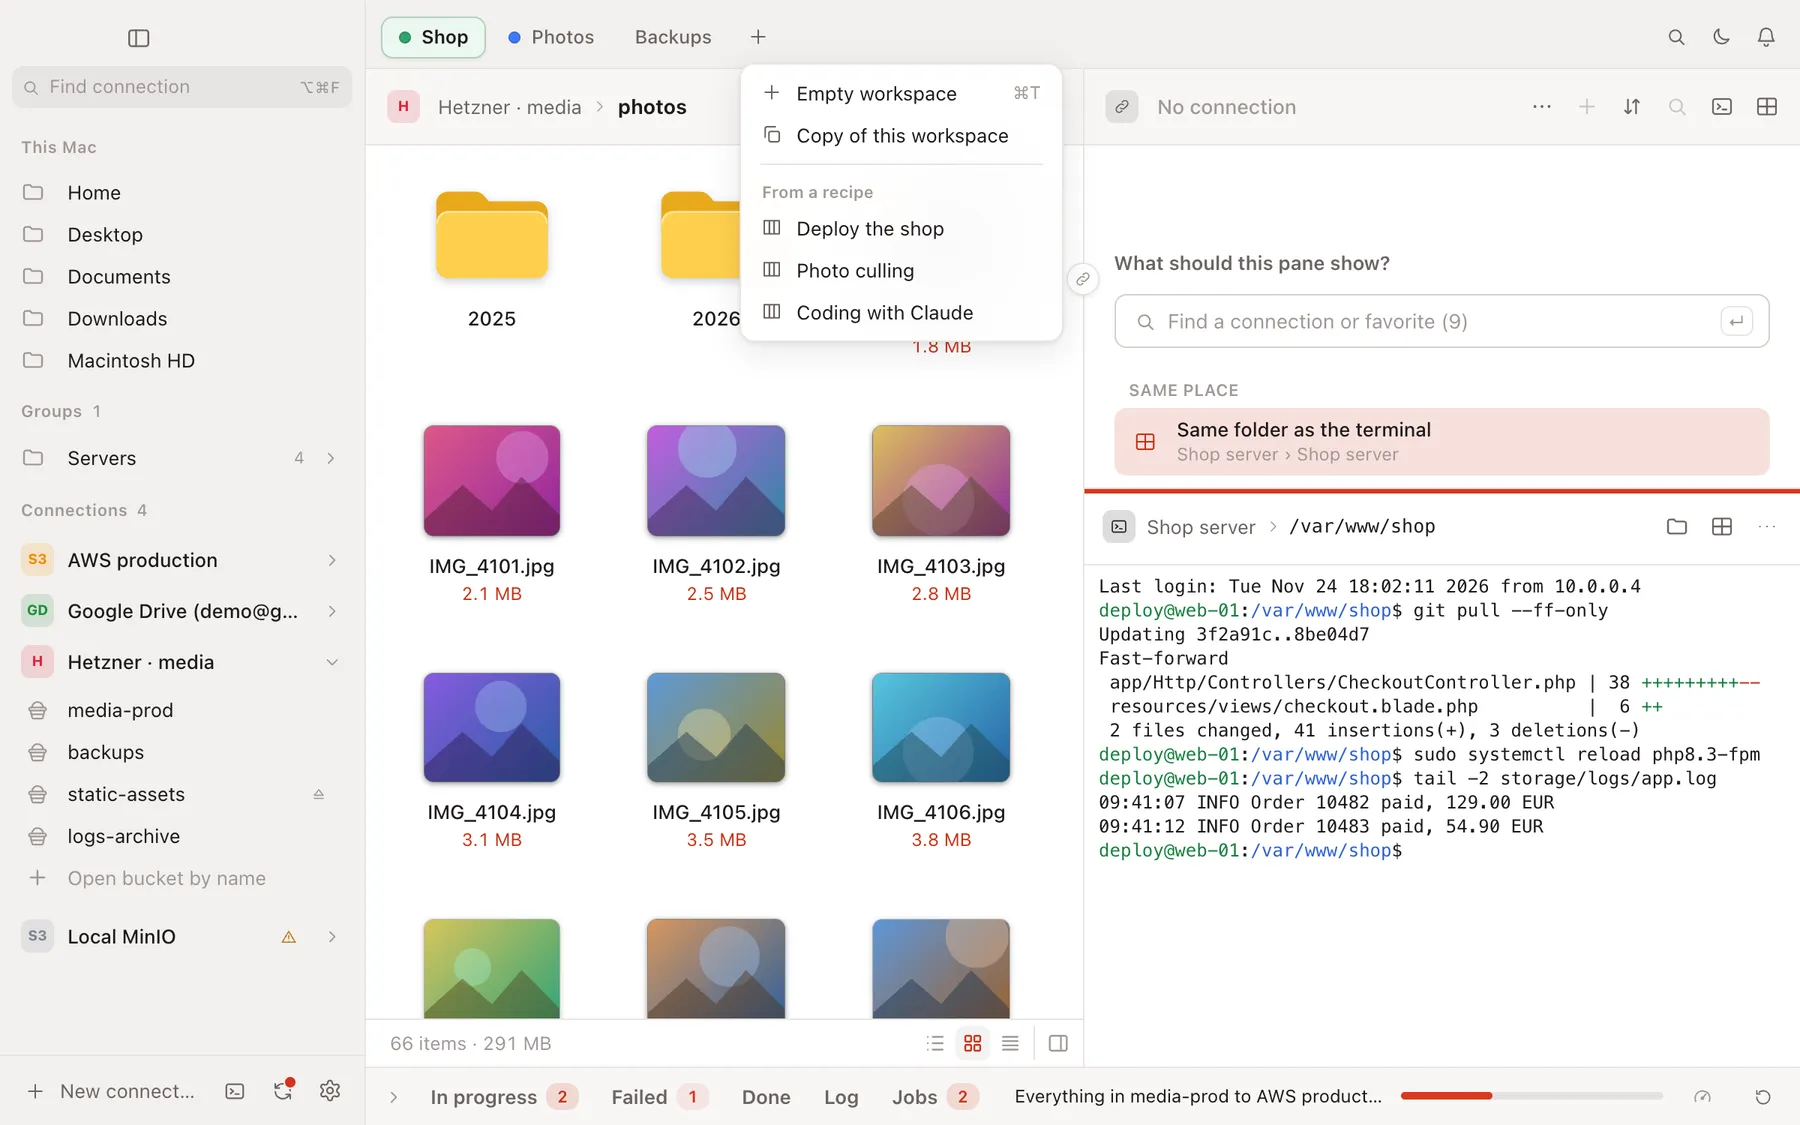 Find connection ⌥⌘F
This Mac
Home
Desktop
Documents
Downloads
Macintosh HD
Groups 1
Servers 4
Connections 4
S3 AWS production
GD Google Drive (demo@g...
H Hetzner · media
media-prod
backups
static-assets
logs-archive
Open bucket by name
S3 Local MinIO
New connect...
Shop
Photos
Backups
H Hetzner · media photos
Empty workspace ⌘T
Copy of this workspace
From a recipe
Deploy the shop
Photo culling
Coding with Claude
2025
2026
1.8 MB
IMG_4101.jpg
2.1 MB
IMG_4102.jpg
2.5 MB
IMG_4103.jpg
2.8 MB
IMG_4104.jpg
3.1 MB
IMG_4105.jpg
3.5 MB
IMG_4106.jpg
3.8 MB
66 items · 291 MB
No connection
What should this pane show?
Find a connection or favorite (9)
SAME PLACE
Same folder as the terminal
Shop server › Shop server
Shop server /var/www/shop
Last login: Tue Nov 24 18:02:11 2026 from 10.0.0.4
deploy@web-01:/var/www/shop$ git pull --ff-only
Updating 3f2a91c..8be04d7
Fast-forward
app/Http/Controllers/CheckoutController.php | 38 +++++++++--
resources/views/checkout.blade.php | 6 ++
2 files changed, 41 insertions(+), 3 deletions(-)
deploy@web-01:/var/www/shop$ sudo systemctl reload php8.3-fpm
deploy@web-01:/var/www/shop$ tail -2 storage/logs/app.log
09:41:07 INFO Order 10482 paid, 129.00 EUR
09:41:12 INFO Order 10483 paid, 54.90 EUR
deploy@web-01:/var/www/shop$
In progress 2
Failed 1
Done
Log
Jobs 2
Everything in media-prod to AWS product...